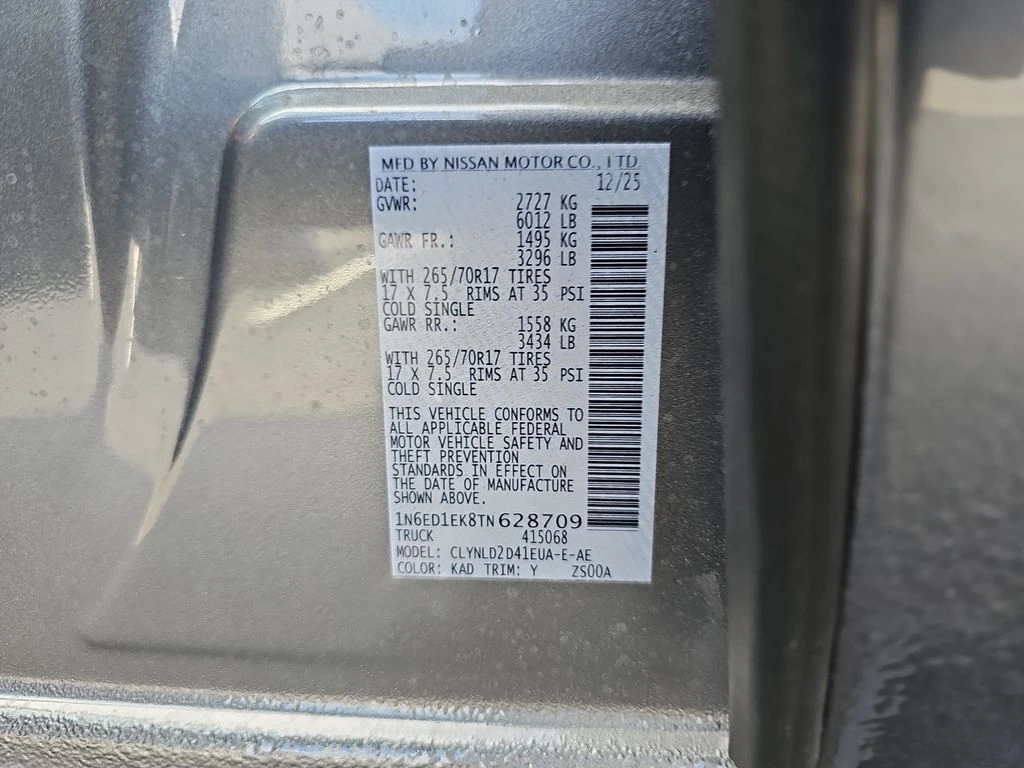 MFD BY NISSAN MOTOR CO., LTD.
DATE: 12/25
GVWR: 2727 KG
6012 LB
GAWR FR.: 1495 KG
3296 LB
WITH 265/70R17 TIRES
17 X 7.5 RIMS AT 35 PSI
COLD SINGLE
GAWR RR.: 1558 KG
3434 LB
WITH 265/70R17 TIRES
17 X 7.5 RIMS AT 35 PSI
COLD SINGLE
THIS VEHICLE CONFORMS TO
ALL APPLICABLE FEDERAL
MOTOR VEHICLE SAFETY AND
THEFT PREVENTION
STANDARDS IN EFFECT ON
THE DATE OF MANUFACTURE
SHOWN ABOVE.
1N6ED1EK8TN628709
TRUCK 415068
MODEL: CLYNLD2D41EUA-E-AE
COLOR: KAD TRIM: Y ZS00A